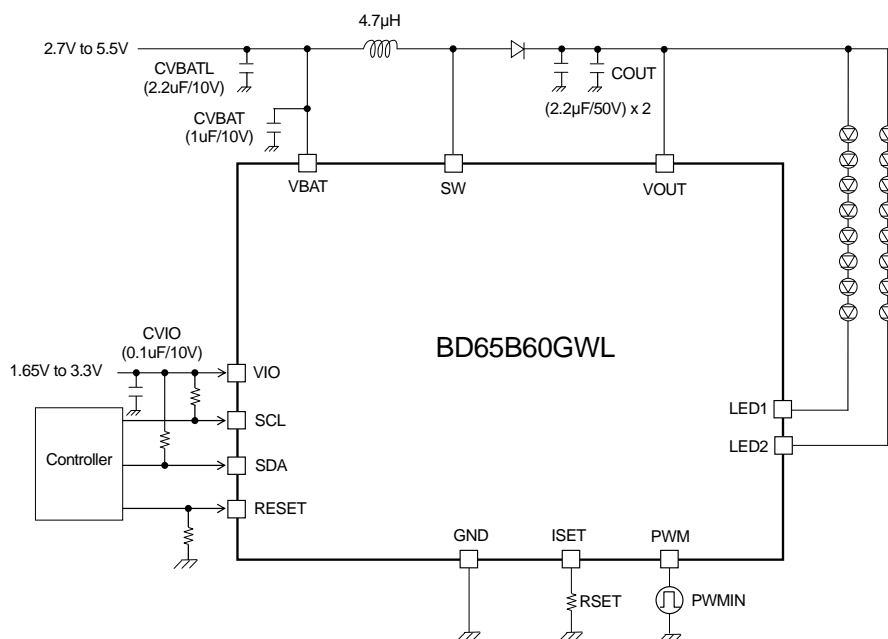 4.7µH
2.7V to 5.5V
CVBATL
(2.2uF/10V)
COUT
(2.2µF/50V) x 2
CVBAT
(1uF/10V)
VBAT
SW
VOUT
CVIO
(0.1uF/10V)
BD65B60GWL
1.65V to 3.3V
VIO
LED1
SCL
LED2
Controller
SDA
RESET
GND
ISET
PWM
RSET
PWMIN